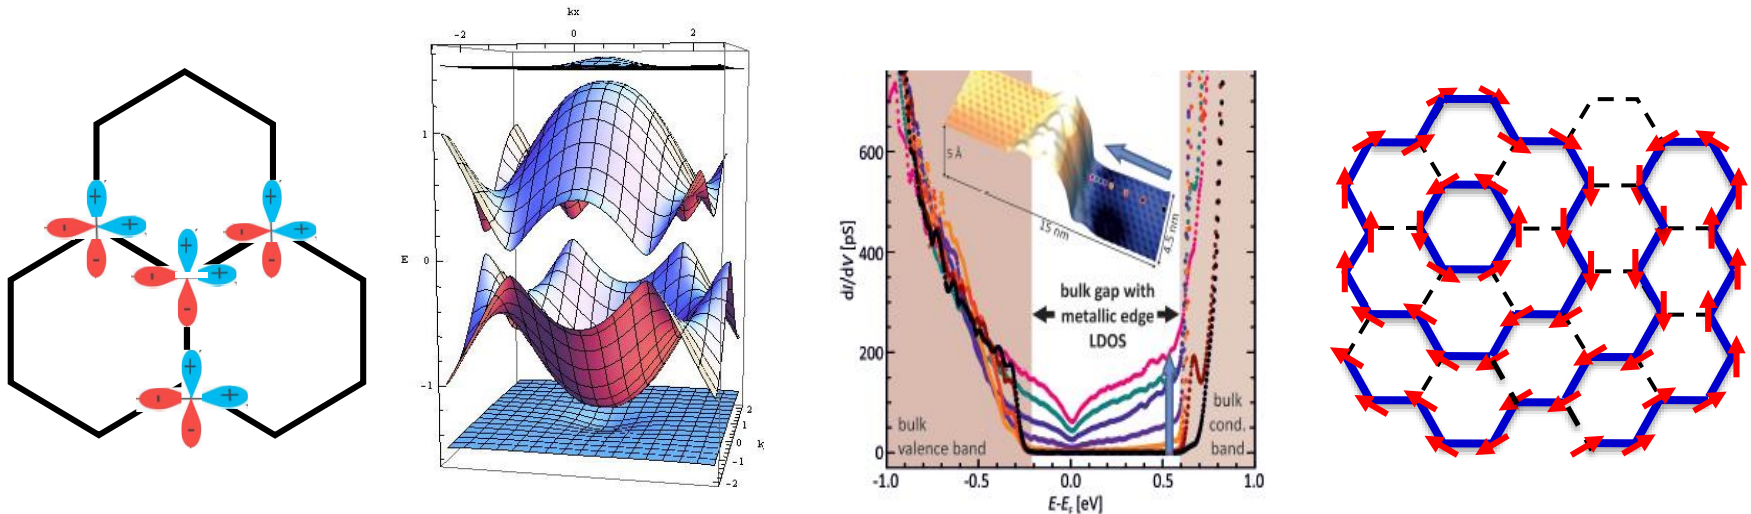 +
+
-
+
-
+
-
-
+
-
+
-
+
-
+
-
kx
-2
0
2
1
E
0
-1
2
1
0
k
-1
-2
600
400
200
0
dI/dV [pS]
5 Å
15 nm
4.5 nm
bulk gap with
metallic edge
LDOS
bulk
valence band
bulk
cond.
band
-1.0
-0.5
0.0
0.5
1.0
E-E_F [eV]